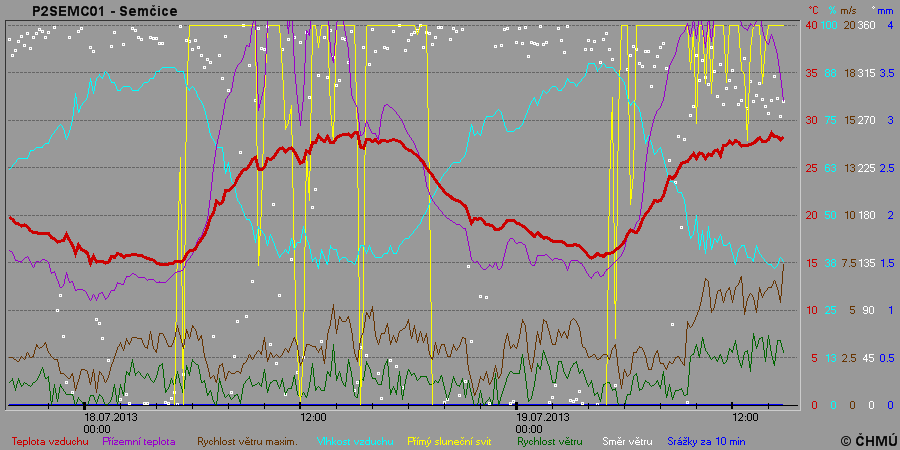 P2SEMC01 - Semčice
°C % m/s ° mm
40 100 20 360 4
35 88 18 315 3.5
30 75 15 270 3
25 63 13 225 2.5
20 50 10 180 2
15 38 7.5 135 1.5
10 25 5 90 1
5 13 2.5 45 0.5
0 0 0 0 0
18.07.2013 12:00 19.07.2013 12:00
00:00 00:00
Teplota vzduchu Přízemní teplota Rychlost větru maxim. Vlhkost vzduchu Přímý sluneční svit Rychlost větru Směr větru Srážky za 10 min
© ČHMÚ